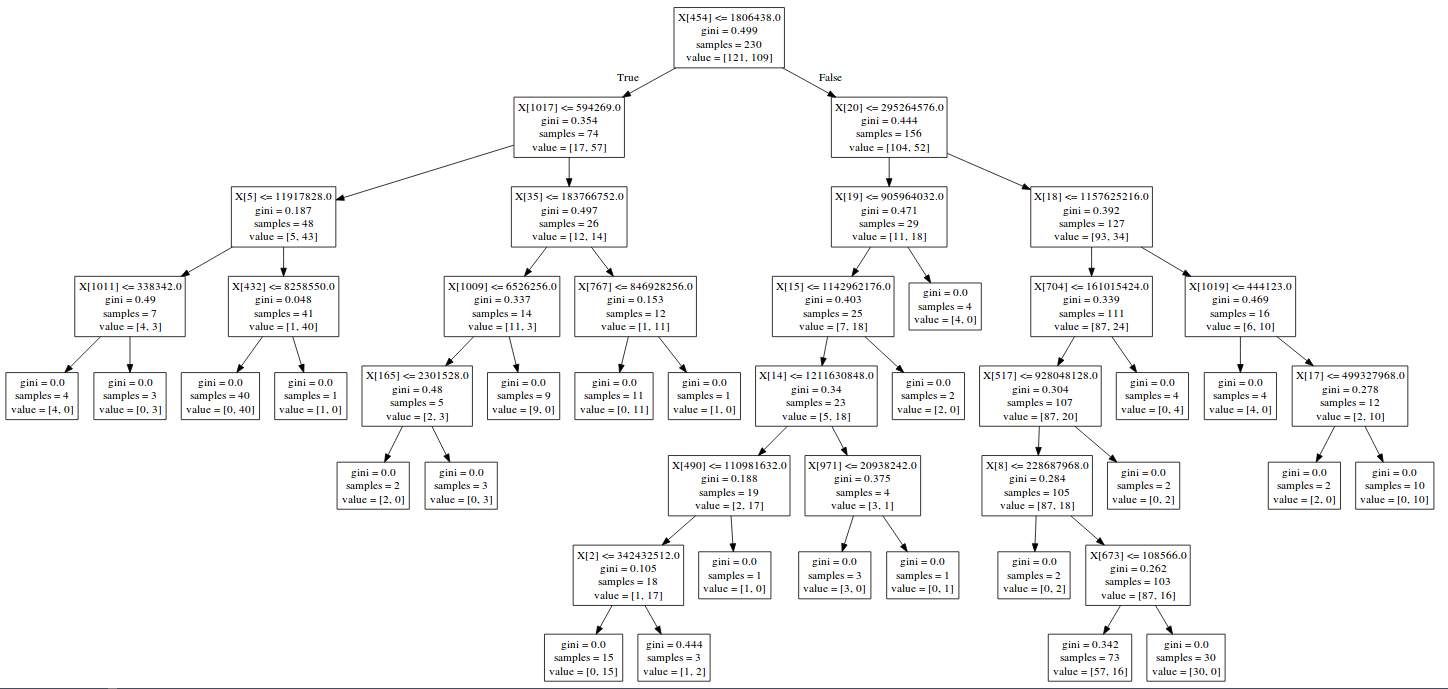 X[454] <= 1806438.0
gini = 0.499
samples = 230
value = [121, 109]
True
False
X[1017] <= 594269.0
gini = 0.354
samples = 74
value = [17, 57]
X[20] <= 295264576.0
gini = 0.444
samples = 156
value = [104, 52]
X[5] <= 11917828.0
gini = 0.187
samples = 48
value = [5, 43]
X[35] <= 183766752.0
gini = 0.497
samples = 26
value = [12, 14]
X[19] <= 905964032.0
gini = 0.471
samples = 29
value = [11, 18]
X[18] <= 1157625216.0
gini = 0.392
samples = 127
value = [93, 34]
X[1011] <= 338342.0
gini = 0.49
samples = 7
value = [4, 3]
X[432] <= 8258550.0
gini = 0.048
samples = 41
value = [1, 40]
X[1009] <= 6526256.0
gini = 0.337
samples = 14
value = [11, 3]
X[767] <= 846928256.0
gini = 0.153
samples = 12
value = [1, 11]
X[15] <= 1142962176.0
gini = 0.403
samples = 25
value = [7, 18]
gini = 0.0
samples = 4
value = [4, 0]
X[704] <= 161015424.0
gini = 0.339
samples = 111
value = [87, 24]
X[1019] <= 444123.0
gini = 0.469
samples = 16
value = [6, 10]
gini = 0.0
samples = 4
value = [4, 0]
gini = 0.0
samples = 3
value = [0, 3]
gini = 0.0
samples = 40
value = [0, 40]
gini = 0.0
samples = 1
value = [1, 0]
X[165] <= 2301528.0
gini = 0.48
samples = 5
value = [2, 3]
gini = 0.0
samples = 9
value = [9, 0]
gini = 0.0
samples = 11
value = [0, 11]
gini = 0.0
samples = 1
value = [1, 0]
X[14] <= 1211630848.0
gini = 0.34
samples = 23
value = [5, 18]
gini = 0.0
samples = 2
value = [2, 0]
X[517] <= 928048128.0
gini = 0.304
samples = 107
value = [87, 20]
gini = 0.0
samples = 4
value = [0, 4]
gini = 0.0
samples = 4
value = [4, 0]
X[17] <= 499327968.0
gini = 0.278
samples = 12
value = [2, 10]
gini = 0.0
samples = 2
value = [2, 0]
gini = 0.0
samples = 3
value = [0, 3]
X[490] <= 110981632.0
gini = 0.188
samples = 19
value = [2, 17]
X[971] <= 20938242.0
gini = 0.375
samples = 4
value = [3, 1]
X[8] <= 228687968.0
gini = 0.284
samples = 105
value = [87, 18]
gini = 0.0
samples = 2
value = [0, 2]
gini = 0.0
samples = 2
value = [2, 0]
gini = 0.0
samples = 10
value = [0, 10]
X[2] <= 342432512.0
gini = 0.105
samples = 18
value = [1, 17]
gini = 0.0
samples = 1
value = [1, 0]
gini = 0.0
samples = 3
value = [3, 0]
gini = 0.0
samples = 1
value = [0, 1]
gini = 0.0
samples = 2
value = [0, 2]
X[673] <= 108566.0
gini = 0.262
samples = 103
value = [87, 16]
gini = 0.0
samples = 15
value = [0, 15]
gini = 0.444
samples = 3
value = [1, 2]
gini = 0.342
samples = 73
value = [57, 16]
gini = 0.0
samples = 30
value = [30, 0]